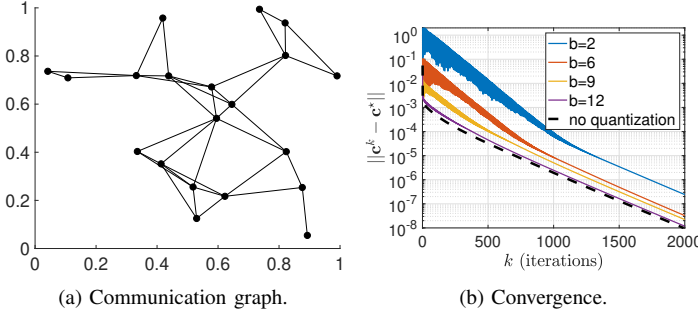 1
0.8
0.6
0.4
0.2
0
0 0.2 0.4 0.6 0.8 1
(a) Communication graph.
||c^k − c^⋆||
10^0
10^-1
10^-2
10^-3
10^-4
10^-5
10^-6
10^-7
10^-8
b=2
b=6
b=9
b=12
no quantization
0 500 1000 1500 2000
k (iterations)
(b) Convergence.